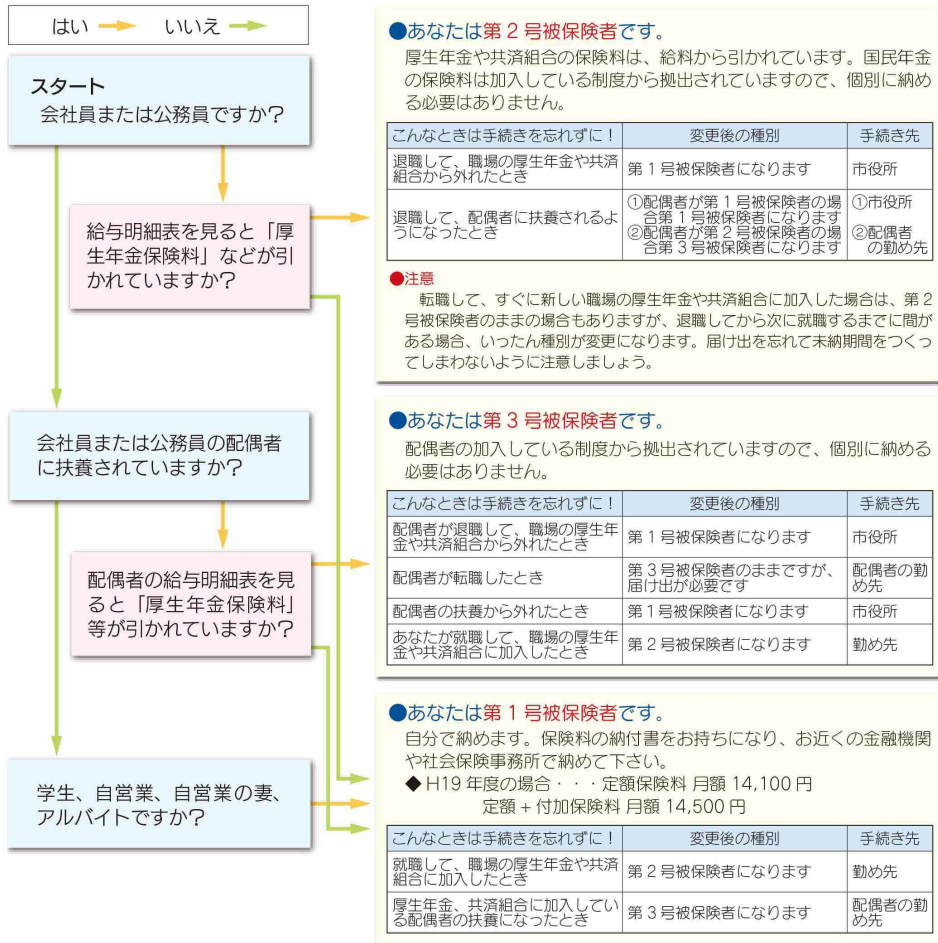 はい いいえ
スタート
会社員または公務員ですか？
給与明細表を見ると「厚
生年金保険料」などが引
かれていますか？
会社員または公務員の配偶者
に扶養されていますか？
配偶者の給与明細表を見
ると「厚生年金保険料」
等が引かれていますか？
学生、自営業、自営業の妻、
アルバイトですか？
●あなたは第２号被保険者です。
厚生年金や共済組合の保険料は、給料から引かれています。国民年金
の保険料は加入している制度から拠出されていますので、個別に納め
る必要はありません。
こんなときは手続きを忘れずに！ 変更後の種別 手続き先
退職して、職場の厚生年金や共済
組合から外れたとき
第１号被保険者になります
市役所
退職して、配偶者に扶養されるよ
うになったとき
①配偶者が第１号被保険者の場
合第１号被保険者になります
②配偶者が第２号被保険者の場
合第３号被保険者になります
①市役所
②配偶者
の勤め先
●注意
転職して、すぐに新しい職場の厚生年金や共済組合に加入した場合は、第２
号被保険者のままの場合もありますが、退職してから次に就職するまでに間が
ある場合、いったん種別が変更になります。届け出を忘れて未納期間をつくっ
てしまわないように注意しましょう。
●あなたは第３号被保険者です。
配偶者の加入している制度から拠出されていますので、個別に納める
必要はありません。
こんなときは手続きを忘れずに！ 変更後の種別 手続き先
配偶者が退職して、職場の厚生年
金や共済組合から外れたとき
第１号被保険者になります
市役所
配偶者が転職したとき
第３号被保険者のままですが、
届け出が必要です
配偶者の勤
め先
配偶者の扶養から外れたとき
第１号被保険者になります
市役所
あなたが就職して、職場の厚生年
金や共済組合に加入したとき
第２号被保険者になります
勤め先
●あなたは第１号被保険者です。
自分で納めます。保険料の納付書をお持ちになり、お近くの金融機関
や社会保険事務所で納めて下さい。
◆H19年度の場合・・・定額保険料 月額 14,100 円
定額＋付加保険料 月額 14,500 円
こんなときは手続きを忘れずに！ 変更後の種別 手続き先
就職して、職場の厚生年金や共済
組合に加入したとき
第２号被保険者になります
勤め先
厚生年金、共済組合に加入してい
る配偶者の扶養になったとき
第３号被保険者になります
配偶者の勤
め先